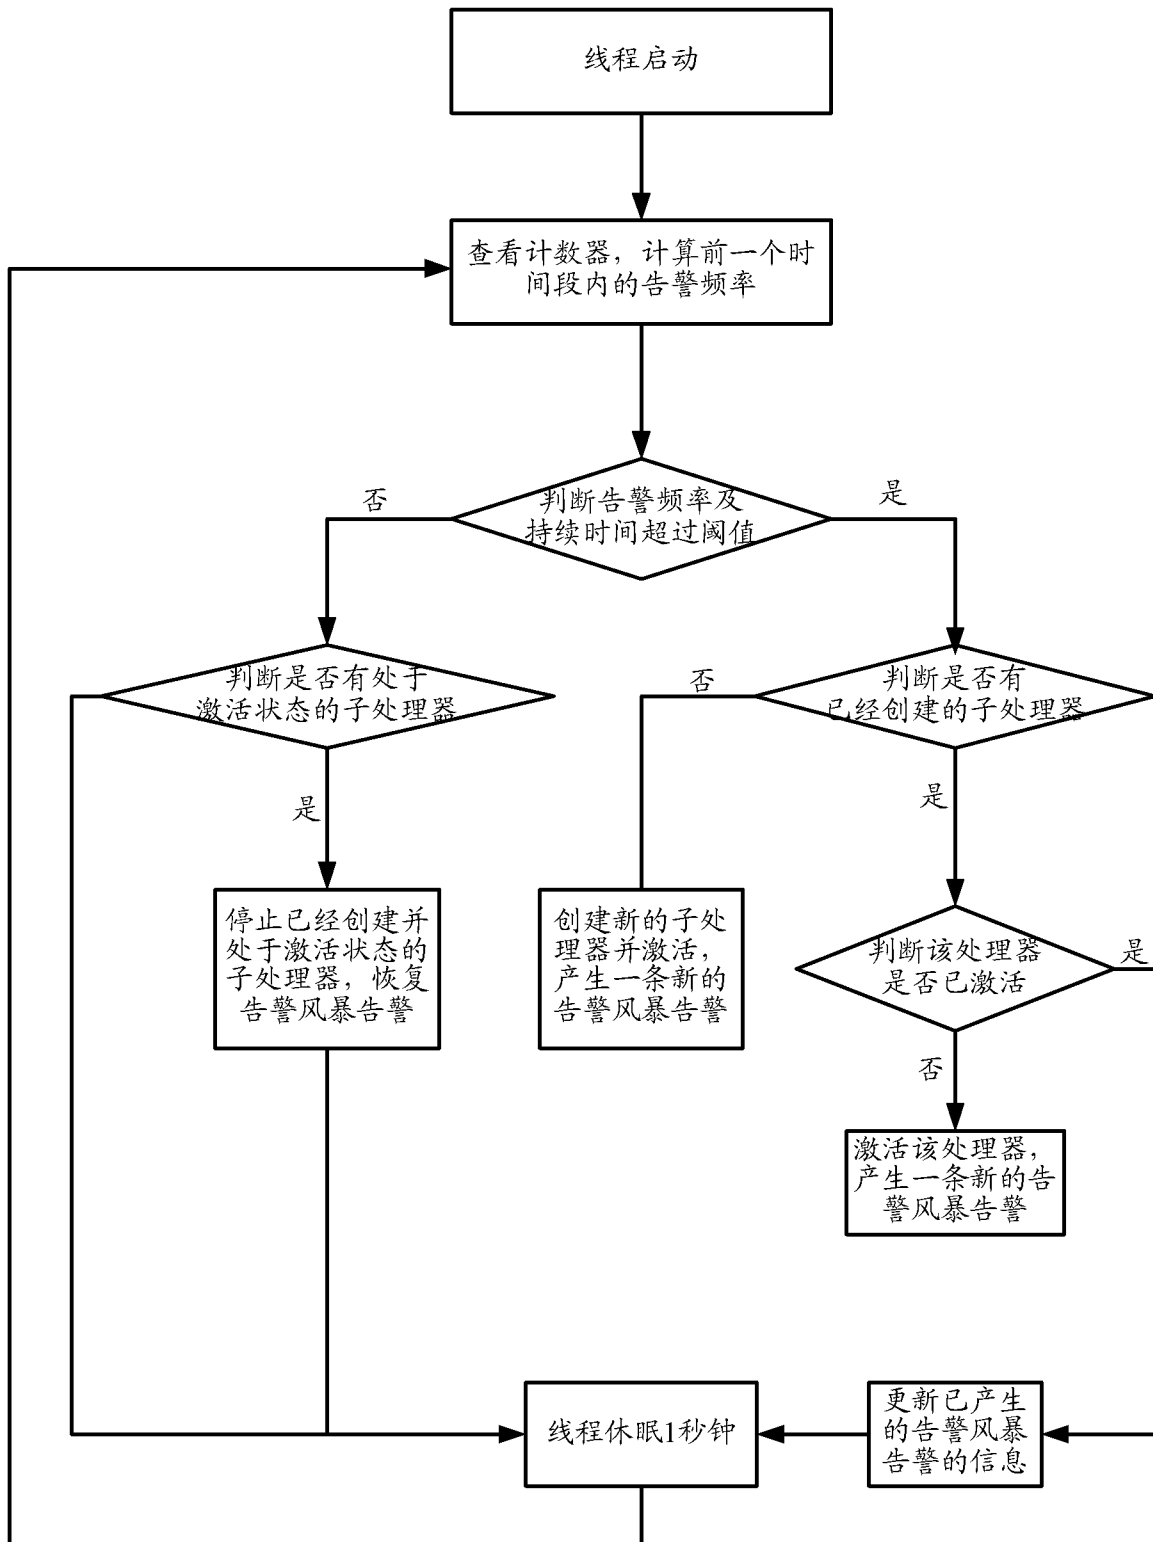 线程启动
查看计数器，计算前一个时
间段内的告警频率
否
判断告警频率及
持续时间超过阈值
是
判断是否有处于
激活状态的子处理器
否
判断是否有
已经创建的子处理器
是
是
停止已经创建并
处于激活状态的
子处理器，恢复
告警风暴告警
创建新的子处
理器并激活，
产生一条新的
告警风暴告警
判断该处理器
是否已激活
是
否
激活该处理器，
产生一条新的告
警风暴告警
线程休眠1秒钟
更新已产生
的告警风暴
告警的信息